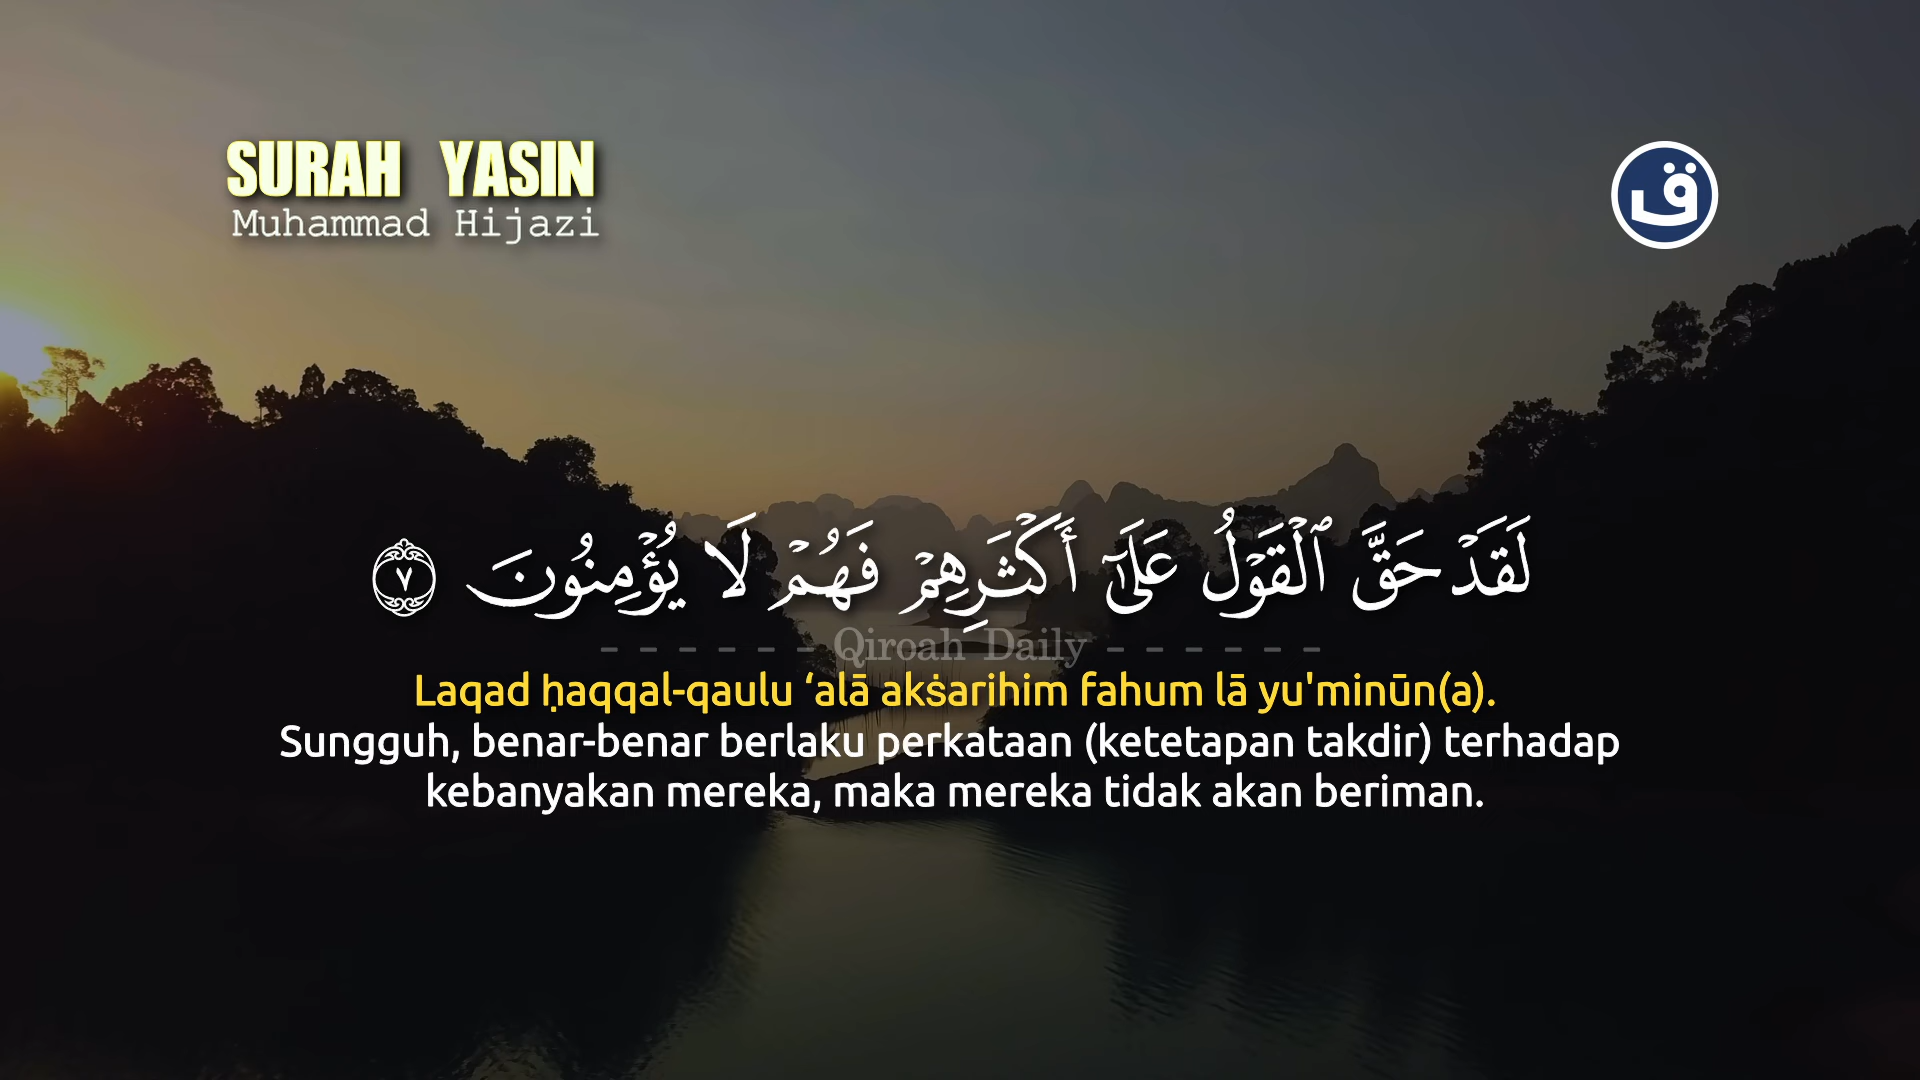 SURAH YASIN
Muhammad Hijazi
ق
لَقَدْ حَقَّ ٱلْقَوْلُ عَلَىٰٓ أَكْثَرِهِمْ فَهُمْ لَا يُؤْمِنُونَ ٧
- - - - - - Qiroah Daily - - - - - -
Laqad ḥaqqal-qaulu ‘alā akṡarihim fahum lā yu'minūn(a).
Sungguh, benar-benar berlaku perkataan (ketetapan takdir) terhadap
kebanyakan mereka, maka mereka tidak akan beriman.